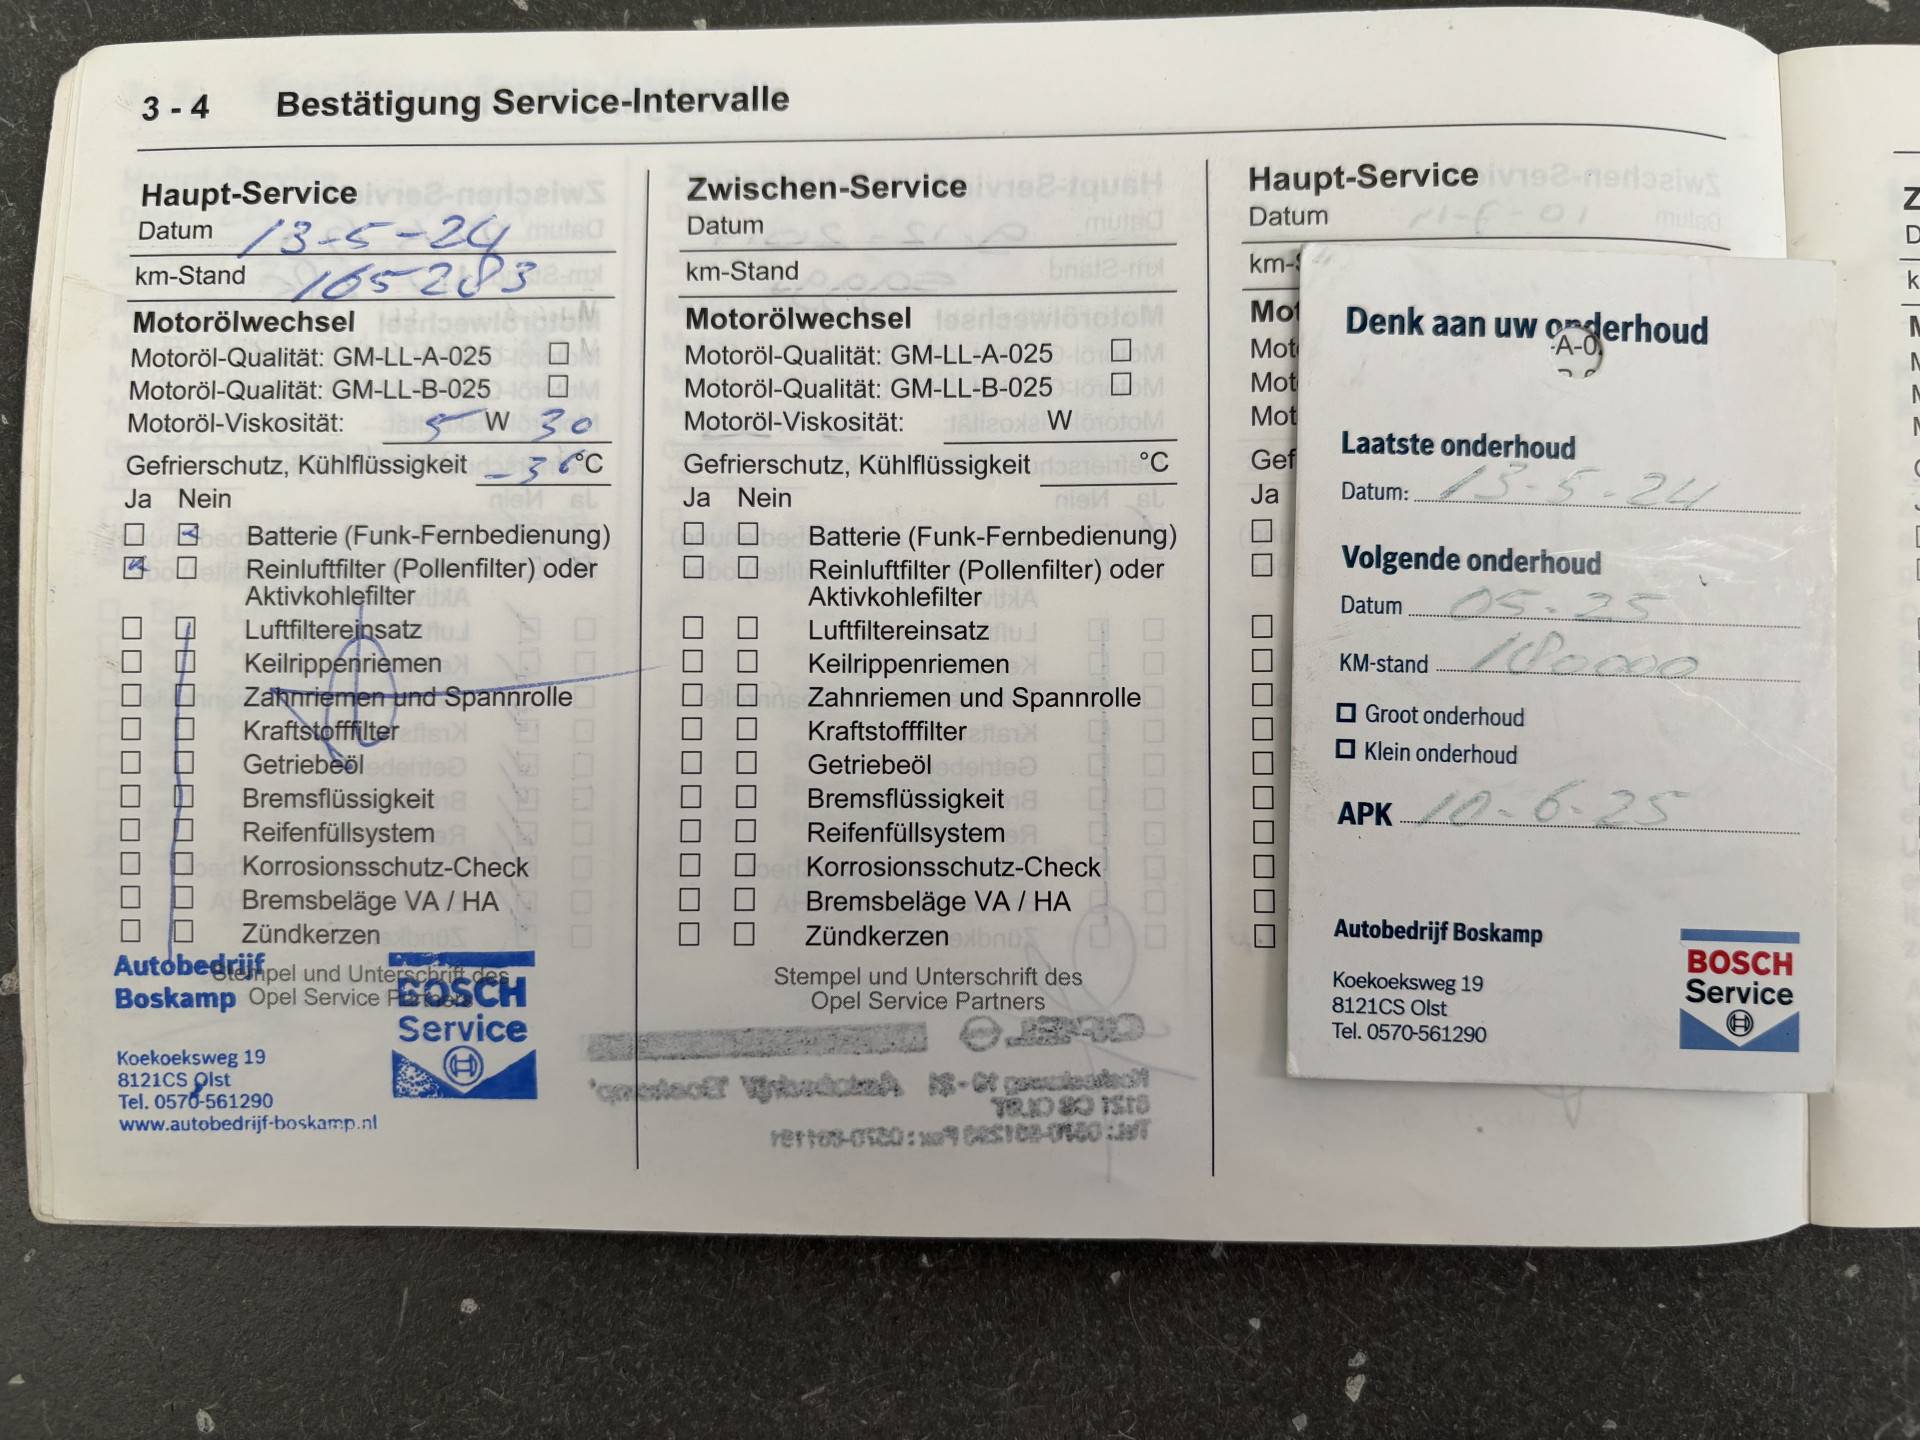 3 - 4 Bestätigung Service-Intervalle
Haupt-Service
Datum 13-5-24
km-Stand 165283
Motorölwechsel
Motoröl-Qualität: GM-LL-A-025 ☐
Motoröl-Qualität: GM-LL-B-025 ☐
Motoröl-Viskosität: 5 W 30
Gefrierschutz, Kühlflüssigkeit -36 °C
Ja Nein
Batterie (Funk-Fernbedienung)
Reinluftfilter (Pollenfilter) oder
Aktivkohlefilter
Luftfiltereinsatz
Keilrippenriemen
Zahnriemen und Spannrolle
Kraftstofffilter
Getriebeöl
Bremsflüssigkeit
Reifenfüllsystem
Korrosionsschutz-Check
Bremsbeläge VA / HA
Zündkerzen
Stempel und Unterschrift des
Opel Service Partners
Autobedrijf
Boskamp
Koekoeksweg 19
8121CS Olst
Tel. 0570-561290
www.autobedrijf-boskamp.nl
BOSCH
Service
Zwischen-Service
Datum
km-Stand
Motorölwechsel
Motoröl-Qualität: GM-LL-A-025 ☐
Motoröl-Qualität: GM-LL-B-025 ☐
Motoröl-Viskosität: W
Gefrierschutz, Kühlflüssigkeit °C
Ja Nein
Batterie (Funk-Fernbedienung)
Reinluftfilter (Pollenfilter) oder
Aktivkohlefilter
Luftfiltereinsatz
Keilrippenriemen
Zahnriemen und Spannrolle
Kraftstofffilter
Getriebeöl
Bremsflüssigkeit
Reifenfüllsystem
Korrosionsschutz-Check
Bremsbeläge VA / HA
Zündkerzen
Stempel und Unterschrift des
Opel Service Partners
Haupt-Service
Datum
km-S
Mot
Mot
Mot
Mot
Gef
Ja
Denk aan uw onderhoud
-A-0
Laatste onderhoud
Datum: 13-5-24
Volgende onderhoud
Datum 05-25
KM-stand 180000
☐ Groot onderhoud
☐ Klein onderhoud
APK 10-6-25
Autobedrijf Boskamp
Koekoeksweg 19
8121CS Olst
Tel. 0570-561290
BOSCH
Service